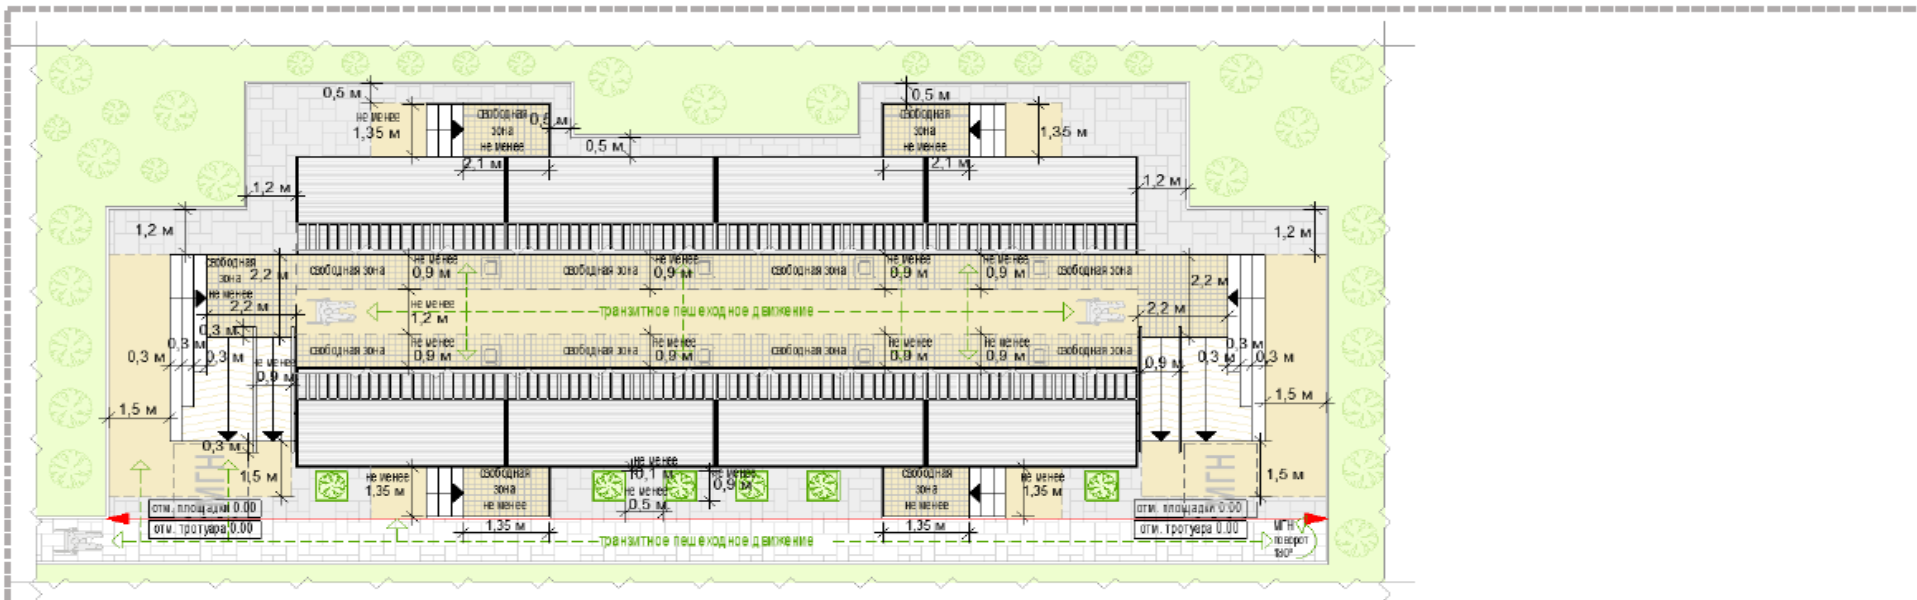 0,5 м
0,5 м
не менее
1,35 м
свободная
зона
не менее
0,5 м
0,5 м
свободная
зона
не менее
1,35 м
2,1 м
2,1 м
1,2 м
1,2 м
1,2 м
1,2 м
свободная
зона
не менее
2,2 м
2,2 м
свободная зона
не менее
0,9 м
свободная зона
не менее
0,9 м
свободная зона
не менее
0,9 м
не менее
0,9 м
свободная зона
2,2 м
2,2 м
не менее
1,2 м
транзитное пешеходное движение
0,3 м
0,3 м
0,3 м
0,3 м
не менее
0,9 м
свободная зона
не менее
0,9 м
свободная зона
не менее
0,9 м
свободная зона
не менее
0,9 м
не менее
0,9 м
свободная зона
0,9 м
0,3 м
0,3 м
0,3 м
1,5 м
1,5 м
0,3 м
МГН
1,5 м
не менее
1,35 м
свободная
зона
не менее
не менее
0,1 м
не менее
0,5 м
0,9 м
свободная
зона
не менее
не менее
1,35 м
МГН
1,5 м
отм. площадки 0.00
отм. тротуара 0.00
1,35 м
1,35 м
отм. площадки 0.00
отм. тротуара 0.00
транзитное пешеходное движение
МГН
поворот
180°